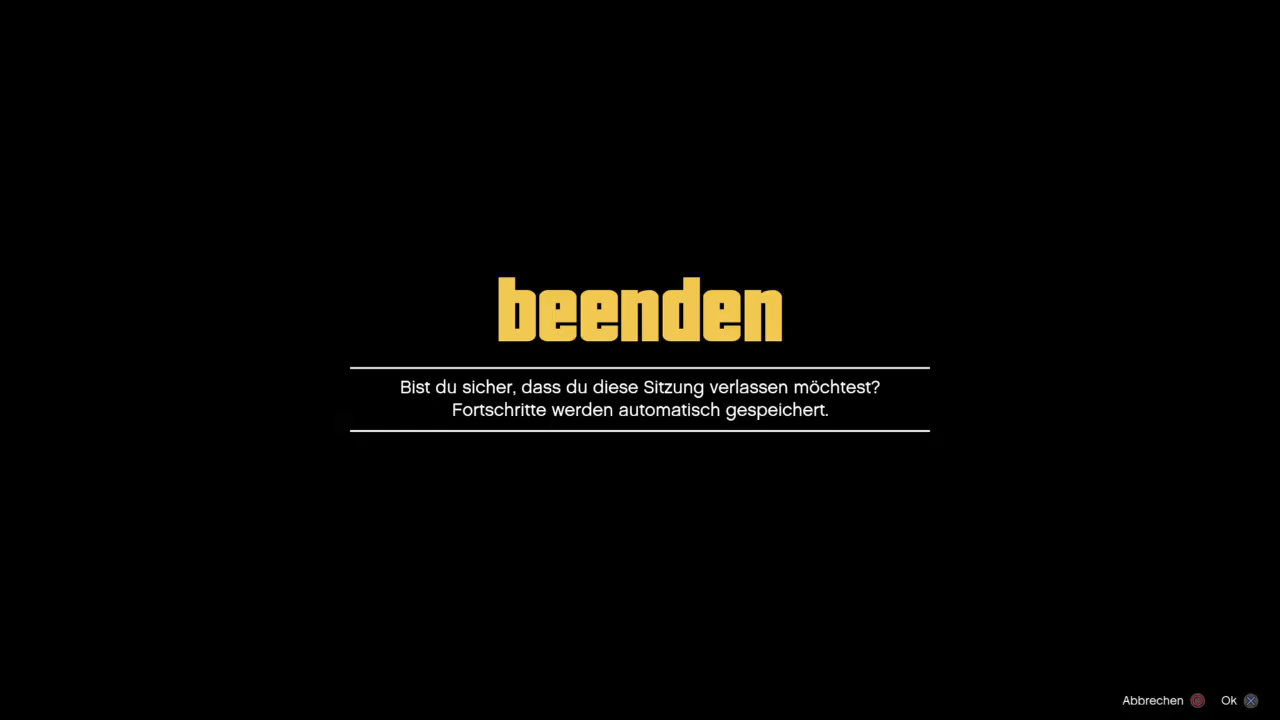 beenden
Bist du sicher, dass du diese Sitzung verlassen möchtest?
Fortschritte werden automatisch gespeichert.
Abbrechen Ok